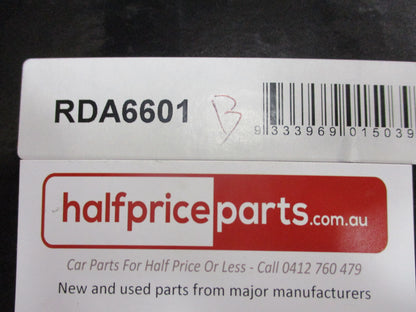 RDA6601 B
9 333969 015039
halfpriceparts.com.au
Car Parts For Half Price Or Less - Call 0412 760 479
New and used parts from major manufacturers